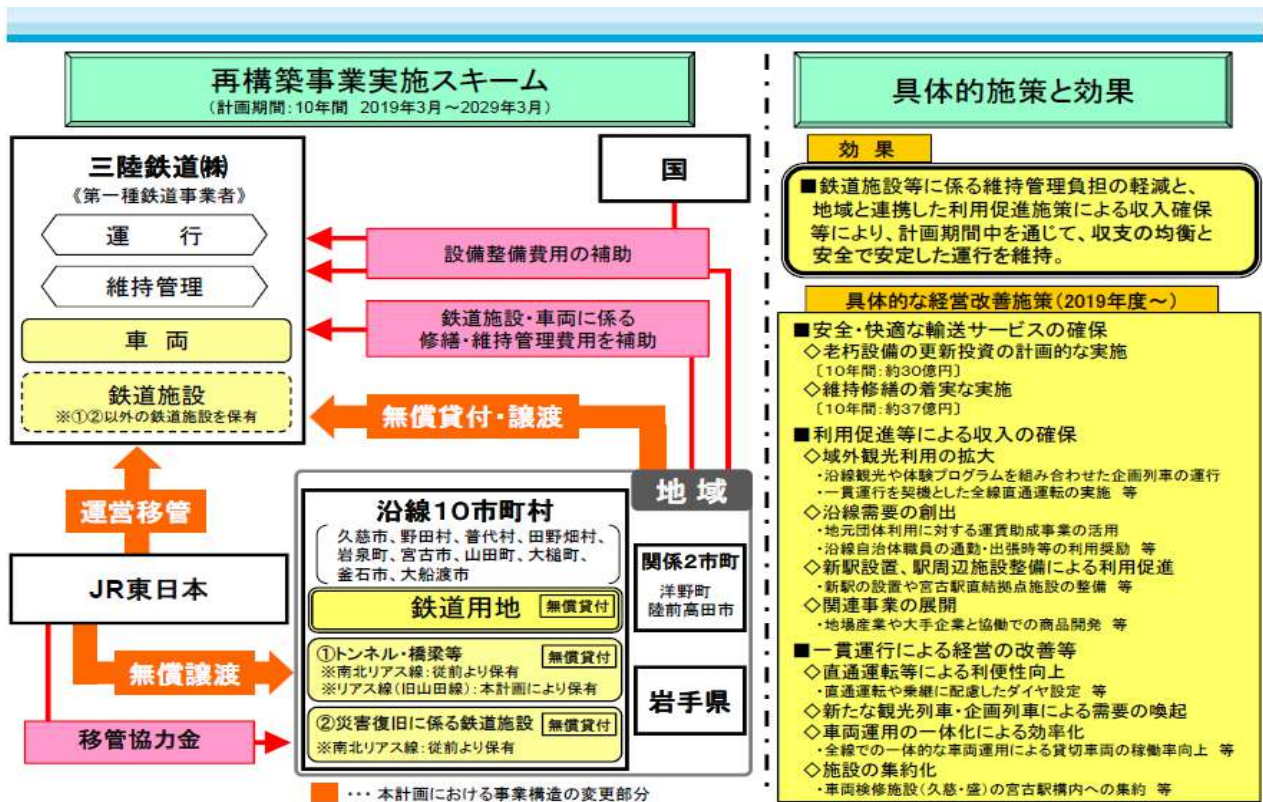 再構築事業実施スキーム
(計画期間:10年間 2019年3月～2029年3月)
三陸鉄道㈱
《第一種鉄道事業者》
運 行
維持管理
車 両
鉄道施設
※①②以外の鉄道施設を保有
国
設備整備費用の補助
鉄道施設・車両に係る
修繕・維持管理費用を補助
無償貸付・譲渡
運営移管
JR東日本
無償譲渡
移管協力金
地 域
沿線10市町村
久慈市、野田村、普代村、田野畑村、
岩泉町、宮古市、山田町、大槌町、
釜石市、大船渡市
鉄道用地 無償貸付
①トンネル・橋梁等 無償貸付
※南北リアス線:従前より保有
※リアス線(旧山田線):本計画により保有
②災害復旧に係る鉄道施設 無償貸付
※南北リアス線:従前より保有
関係2市町
洋野町
陸前高田市
岩手県
・・・ 本計画における事業構造の変更部分
具体的施策と効果
効 果
■鉄道施設等に係る維持管理負担の軽減と、
地域と連携した利用促進施策による収入確保
等により、計画期間中を通じて、収支の均衡と
安全で安定した運行を維持。
具体的な経営改善施策(2019年度～)
■安全・快適な輸送サービスの確保
◇老朽設備の更新投資の計画的な実施
〔10年間:約30億円〕
◇維持修繕の着実な実施
〔10年間:約37億円〕
■利用促進等による収入の確保
◇域外観光利用の拡大
・沿線観光や体験プログラムを組み合わせた企画列車の運行
・一貫運行を契機とした全線直通運転の実施 等
◇沿線需要の創出
・地元団体利用に対する運賃助成事業の活用
・沿線自治体職員の通勤・出張時等の利用奨励 等
◇新駅設置、駅周辺施設整備による利用促進
・新駅の設置や宮古駅直結拠点施設の整備 等
◇関連事業の展開
・地場産業や大手企業と協働での商品開発 等
■一貫運行による経営の改善等
◇直通運転等による利便性向上
・直通運転や乗継に配慮したダイヤ設定 等
◇新たな観光列車・企画列車による需要の喚起
◇車両運用の一体化による効率化
・全線での一体的な車両運用による貸切車両の稼働率向上 等
◇施設の集約化
・車両検修施設(久慈・盛)の宮古駅構内への集約 等